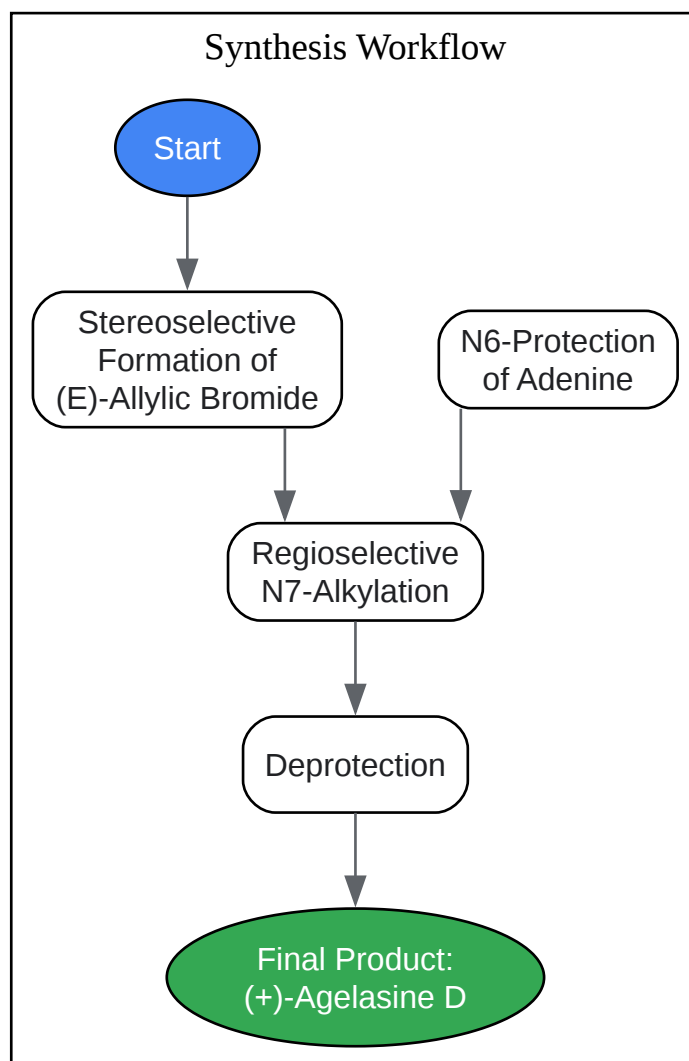 Synthesis Workflow
Start
Stereoselective
Formation of
(E)-Allylic Bromide
N6-Protection
of Adenine
Regioselective
N7-Alkylation
Deprotection
Final Product:
(+)-Agelasine D